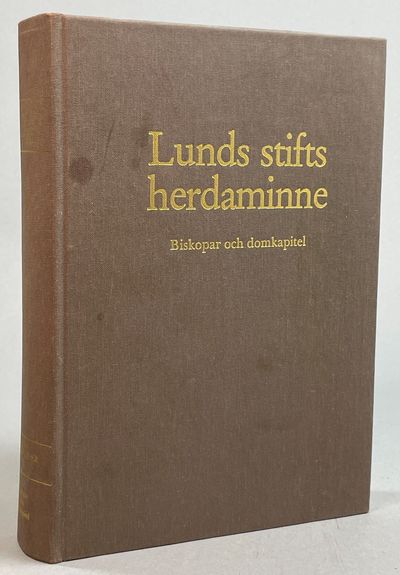 Lunds stifts
herdaminne
Biskopar och domkapitel